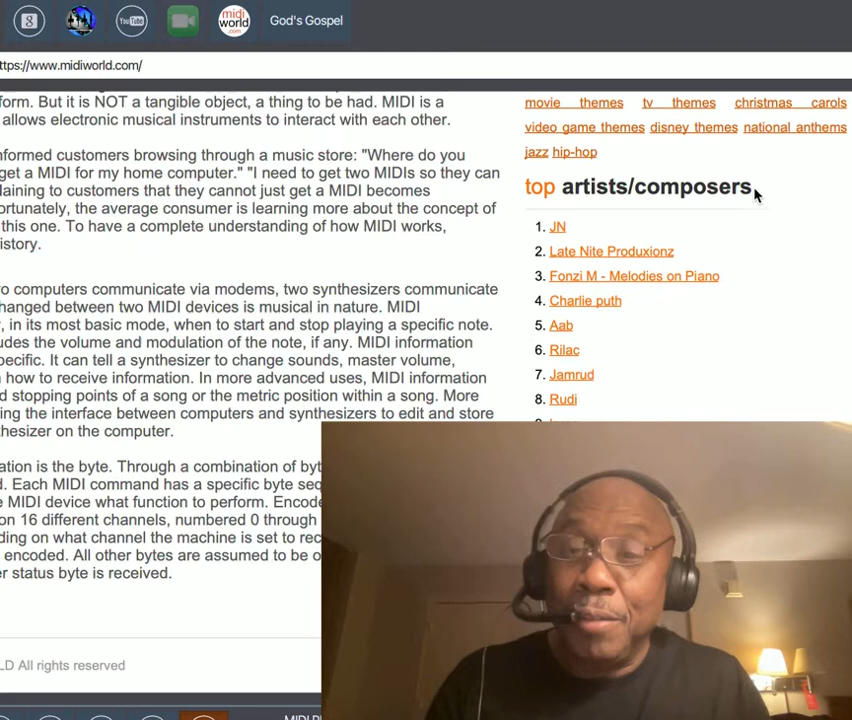 g
You Tube
midi
world
.com
God's Gospel
ttps://www.midiworld.com/
form. But it is NOT a tangible object, a thing to be had. MIDI is a
allows electronic musical instruments to interact with each other.
nformed customers browsing through a music store: "Where do you
get a MIDI for my home computer." "I need to get two MIDIs so they can
laining to customers that they cannot just get a MIDI becomes
ortunately, the average consumer is learning more about the concept of
this one. To have a complete understanding of how MIDI works,
istory.
vo computers communicate via modems, two synthesizers communicate
hanged between two MIDI devices is musical in nature. MIDI
, in its most basic mode, when to start and stop playing a specific note.
udes the volume and modulation of the note, if any. MIDI information
pecific. It can tell a synthesizer to change sounds, master volume,
how to receive information. In more advanced uses, MIDI information
d stopping points of a song or the metric position within a song. More
ing the interface between computers and synthesizers to edit and store
hesizer on the computer.
ation is the byte. Through a combination of byt
d. Each MIDI command has a specific byte seq
e MIDI device what function to perform. Encode
on 16 different channels, numbered 0 through
ding on what channel the machine is set to rec
encoded. All other bytes are assumed to be o
er status byte is received.
LD All rights reserved
movie themes tv themes christmas carols
video game themes disney themes national anthems
jazz hip-hop
top artists/composers
1. JN
2. Late Nite Produxionz
3. Fonzi M - Melodies on Piano
4. Charlie puth
5. Aab
6. Rilac
7. Jamrud
8. Rudi